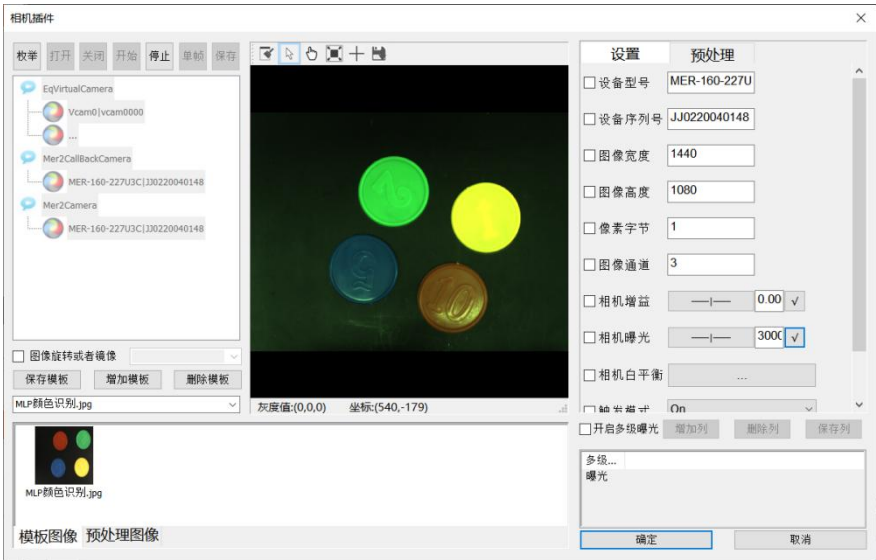 相机插件
枚举 打开 关闭 开始 停止 单帧 保存
EqVirtualCamera
Vcam0|vcam0000
...
Mer2CallBackCamera
MER-160-227U3C|JJ0220040148
Mer2Camera
MER-160-227U3C|JJ0220040148
图像旋转或者镜像
保存模板 增加模板 删除模板
MLP颜色识别.jpg
灰度值:(0,0,0) 坐标:(540,-179)
1
10
设置 预处理
设备型号 MER-160-227U
设备序列号 JJ0220040148
图像宽度 1440
图像高度 1080
像素字节 1
图像通道 3
相机增益 0.00 √
相机曝光 3000 √
相机白平衡 ...
触发模式 On
开启多级曝光 增加列 删除列 保存列
多级...
曝光
MLP颜色识别.jpg
模板图像 预处理图像
确定 取消